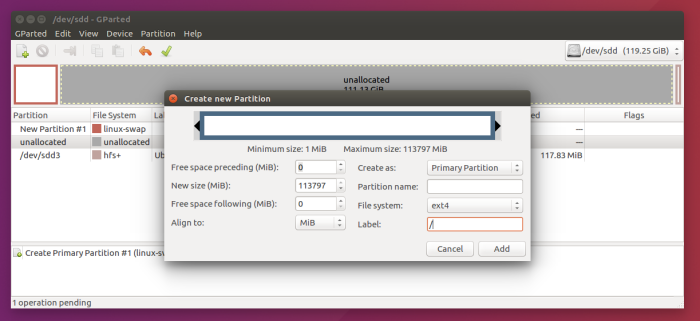 /dev/sdd - GParted
GParted Edit View Device Partition Help
/dev/sdd (119.25 GiB)
unallocated
111.13 GiB
Create new Partition
Minimum size: 1 MiB Maximum size: 113797 MiB
Free space preceding (MiB): 0 Create as: Primary Partition
New size (MiB): 113797 Partition name:
Free space following (MiB): 0 File system: ext4
Align to: MiB Label: /
Cancel Add
Partition File System Flags
New Partition #1 linux-swap —
unallocated unallocated —
/dev/sdd3 hfs+ 117.83 MiB
Create Primary Partition #1
1 operation pending